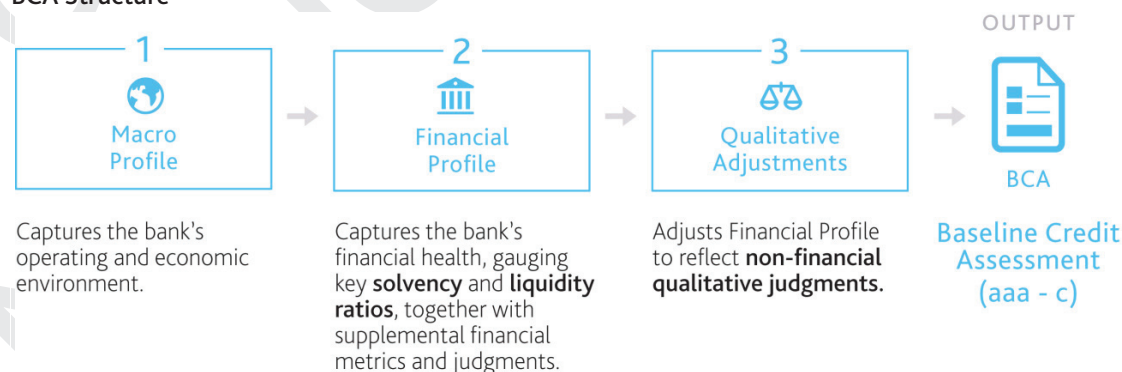 BCA Structure
OUTPUT
1
Macro
Profile
2
Financial
Profile
3
Qualitative
Adjustments
BCA
Captures the bank's
operating and economic
environment.
Captures the bank's
financial health, gauging
key solvency and liquidity
ratios, together with
supplemental financial
metrics and judgments.
Adjusts Financial Profile
to reflect non-financial
qualitative judgments.
Baseline Credit
Assessment
(aaa - c)